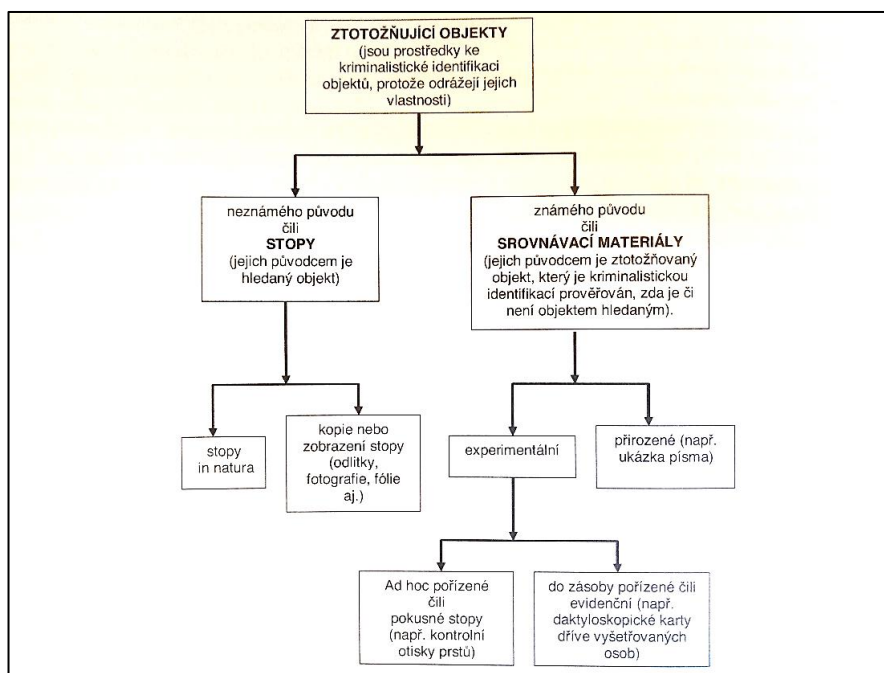 ZTOTOŽŇUJÍCÍ OBJEKTY
(jsou prostředky ke
kriminalistické identifikaci
objektů, protože odrážejí jejich
vlastnosti)
neznámého původu
čili
STOPY
(jejich původcem je
hledaný objekt)
známého původu
čili
SROVNÁVACÍ MATERIÁLY
(jejich původcem je ztotožňovaný
objekt, který je kriminalistickou
identifikací prověřován, zda je či
není objektem hledaným).
stopy
in natura
kopie nebo
zobrazení stopy
(odlitky,
fotografie, fólie
aj.)
experimentální
přirozené (např.
ukázka písma)
Ad hoc pořízené
čili
pokusné stopy
(např. kontrolní
otisky prstů)
do zásoby pořízené čili
evidenční (např.
daktyloskopické karty
dříve vyšetřovaných
osob)